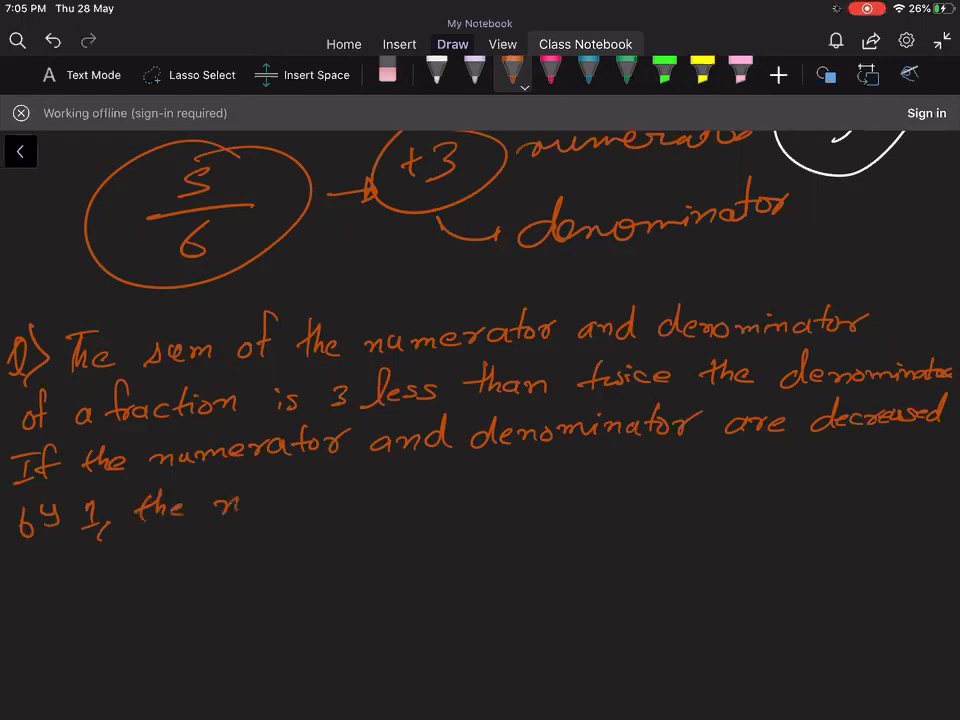 7:05 PM Thu 28 May 26%
My Notebook
Home Insert Draw View Class Notebook
A Text Mode Lasso Select Insert Space
Working offline (sign-in required) Sign in
5/6 → +3 numerator
denominator
Q) The sum of the numerator and denominator
of a fraction is 3 less than twice the denominator
If the numerator and denominator are decreased
by 1, the n